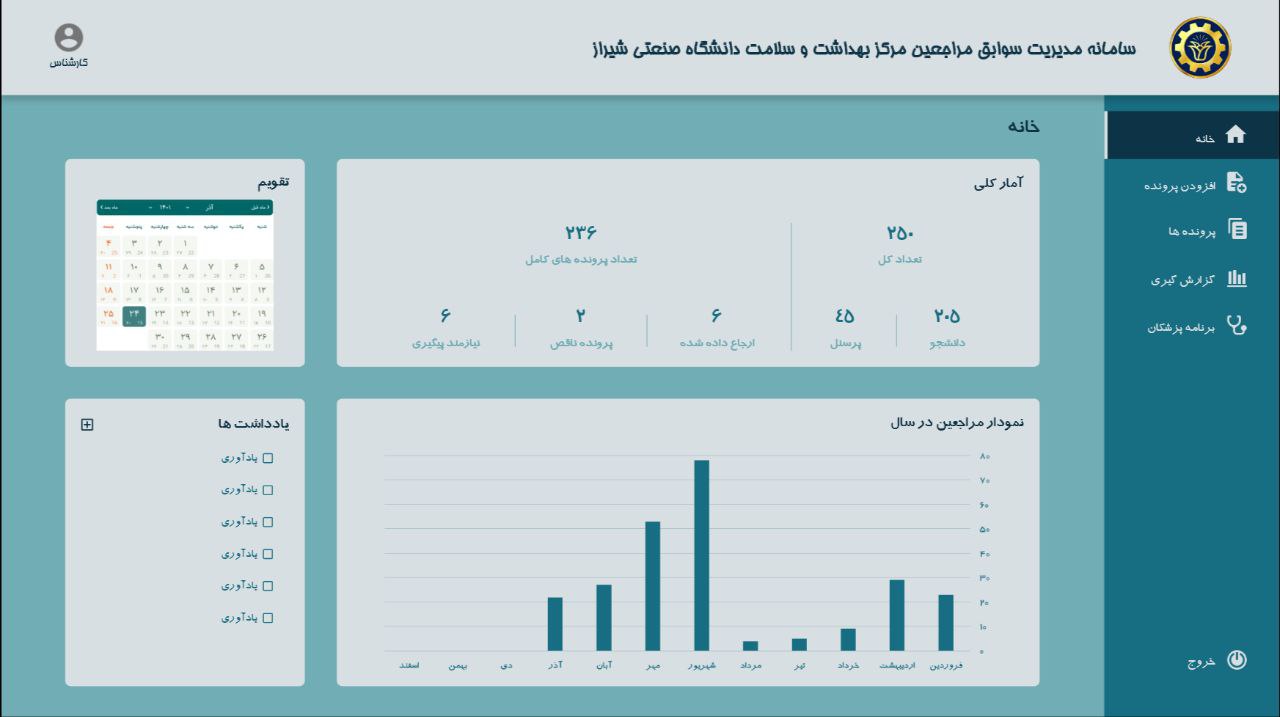 سامانه مدیریت سوابق مراجعین مرکز بهداشت و سلامت دانشگاه صنعتی شیراز
کارشناس
خانه
افزودن پرونده
پرونده ها
گزارش گیری
برنامه پزشکان
خروج
خانه
آمار کلی
۲۵۰
تعداد کل
۲۳۶
تعداد پرونده های کامل
۲۰۵
دانشجو
٤۵
پرسنل
۶
ارجاع داده شده
۲
پرونده ناقص
۶
نیازمند پیگیری
تقویم
ماه قبل آذر ۱۴۰۱ ماه بعد
شنبه یکشنبه دوشنبه سه شنبه چهارشنبه پنجشنبه جمعه
۱ ۲ ۳ ۴
۵ ۶ ۷ ۸ ۹ ۱۰ ۱۱
۱۲ ۱۳ ۱۴ ۱۵ ۱۶ ۱۷ ۱۸
۱۹ ۲۰ ۲۱ ۲۲ ۲۳ ۲۴ ۲۵
۲۶ ۲۷ ۲۸ ۲۹ ۳۰
نمودار مراجعین در سال
۸۰
۷۰
۶۰
۵۰
۴۰
۳۰
۲۰
۱۰
۰
فروردین اردیبهشت خرداد تیر مرداد شهریور مهر آبان آذر دی بهمن اسفند
یادداشت ها
یادآوری
یادآوری
یادآوری
یادآوری
یادآوری
یادآوری